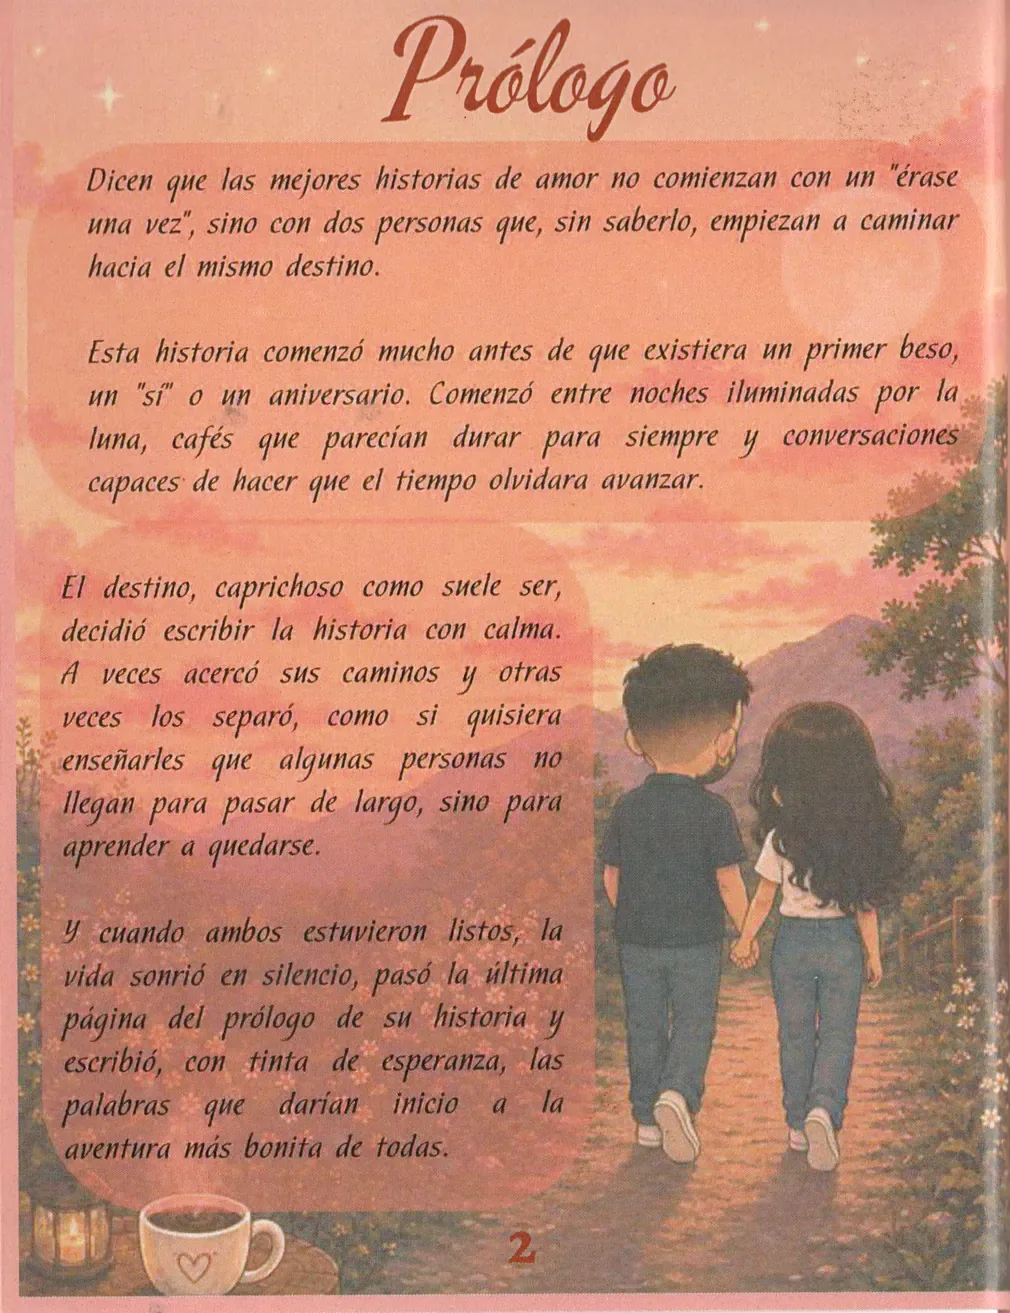 Prólogo
Dicen que las mejores historias de amor no comienzan con un "érase
una vez", sino con dos personas que, sin saberlo, empiezan a caminar
hacia el mismo destino.
Esta historia comenzó mucho antes de que existiera un primer beso,
un "sí" o un aniversario. Comenzó entre noches iluminadas por la
luna, cafés que parecían durar para siempre y conversaciones
capaces de hacer que el tiempo olvidara avanzar.
El destino, caprichoso como suele ser,
decidió escribir la historia con calma.
A veces acercó sus caminos y otras
veces los separó, como si quisiera
enseñarles que algunas personas no
llegan para pasar de largo, sino para
aprender a quedarse.
Y cuando ambos estuvieron listos, la
vida sonrió en silencio, pasó la última
página del prólogo de su historia y
escribió, con tinta de esperanza, las
palabras que darían inicio a la
aventura más bonita de todas.
2